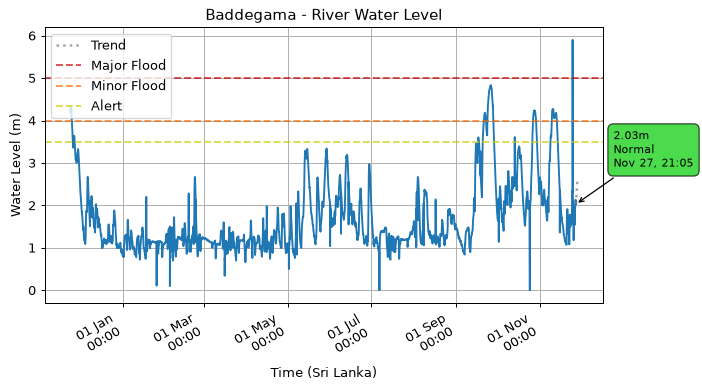 Baddegama - River Water Level
Trend
Major Flood
Minor Flood
Alert
Water Level (m)
6
5
4
3
2
1
0
2.03m
Normal
Nov 27, 21:05
01 Jan
00:00
01 Mar
00:00
01 May
00:00
01 Jul
00:00
01 Sep
00:00
01 Nov
00:00
Time (Sri Lanka)